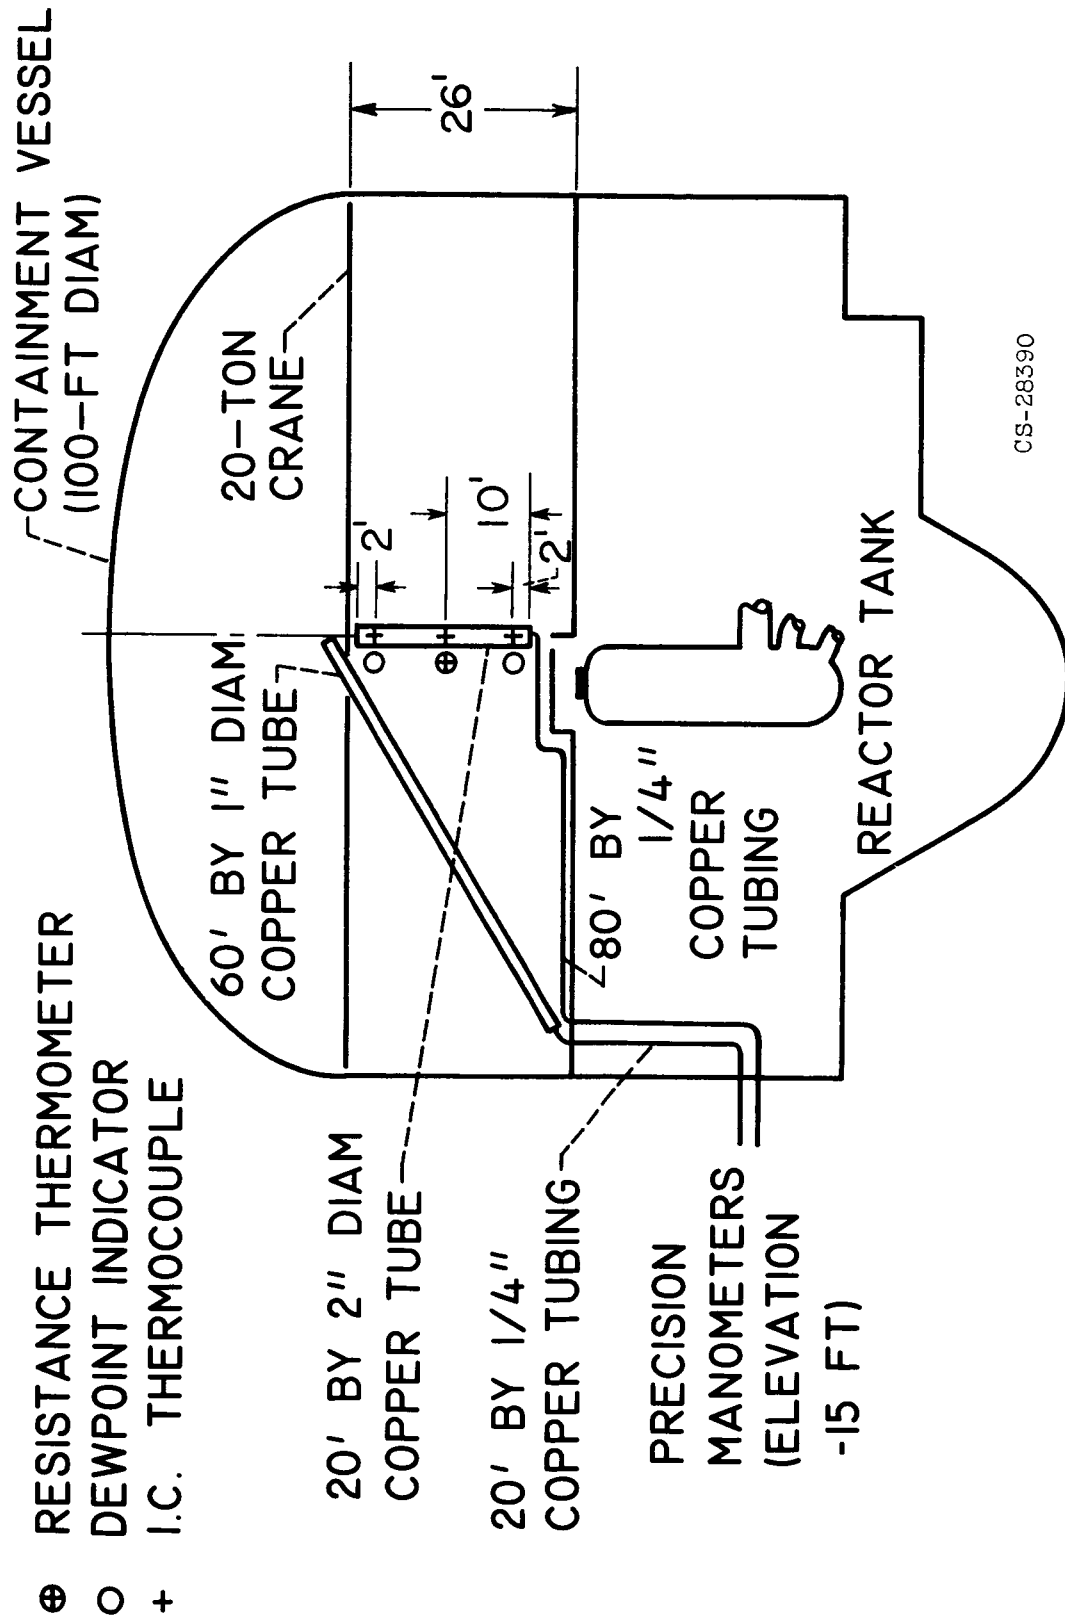 ⊕ RESISTANCE THERMOMETER
○ DEWPOINT INDICATOR
+ I.C. THERMOCOUPLE
CONTAINMENT VESSEL
(100-FT DIAM)
20-TON
CRANE
26'
60' BY 1" DIAM
COPPER TUBE
2'
10'
2'
20' BY 2" DIAM
COPPER TUBE
20' BY 1/4"
COPPER TUBING
80' BY
1/4"
COPPER
TUBING
PRECISION
MANOMETERS
(ELEVATION
-15 FT)
REACTOR TANK
CS-28390